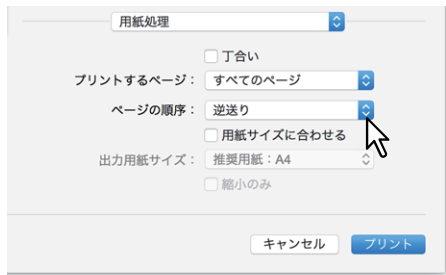 用紙処理
丁合い
プリントするページ： すべてのページ
ページの順序： 逆送り
用紙サイズに合わせる
出力用紙サイズ： 推奨用紙：A4
縮小のみ
キャンセル プリント